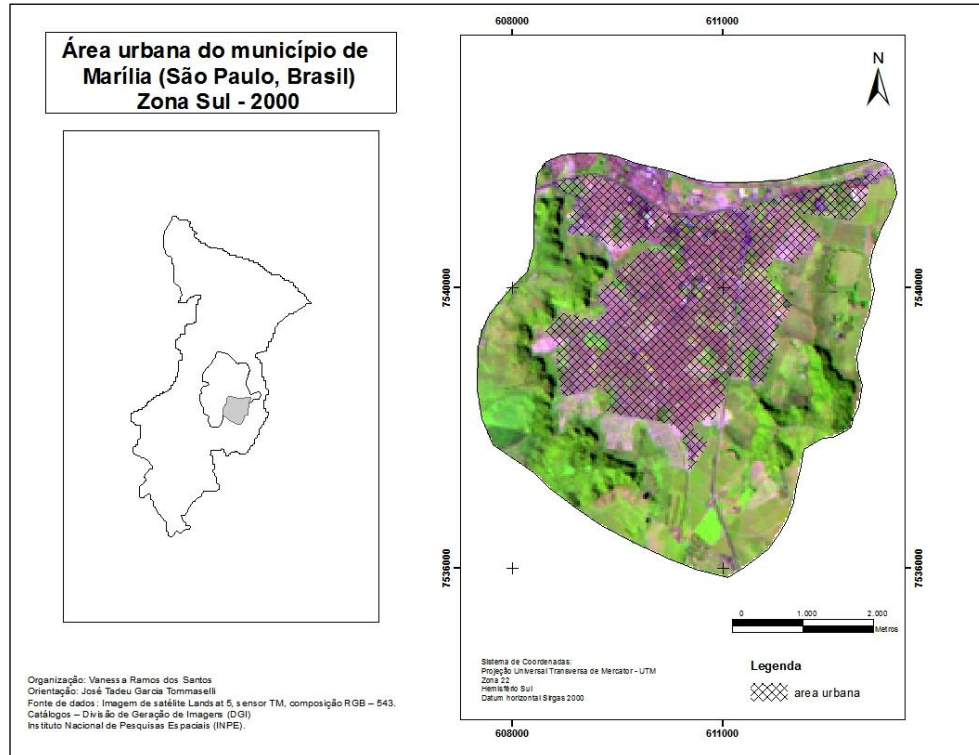 Área urbana do município de
Marília (São Paulo, Brasil)
Zona Sul - 2000
608000
611000
N
7540000
7540000
7536000
7536000
0
1.000
2.000
Metros
Sistema de Coordenadas:
Projeção Universal Transversa de Mercator - UTM
Zona 22
Hemisfério Sul
Datum horizontal Sirgas 2000
Legenda
area urbana
608000
611000
Organização: Vanessa Ramos dos Santos
Orientação: José Tadeu Garcia Tommaselli
Fonte de dados: Imagem de satélite Landsat 5, sensor TM, composição RGB – 543.
Catálogos – Divisão de Geração de Imagens (DGI)
Instituto Nacional de Pesquisas Espaciais (INPE).